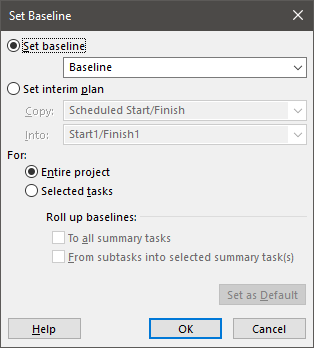 Set Baseline
Set baseline
Baseline
Set interim plan
Copy: Scheduled Start/Finish
Into: Start1/Finish1
For:
Entire project
Selected tasks
Roll up baselines:
To all summary tasks
From subtasks into selected summary task(s)
Set as Default
Help OK Cancel